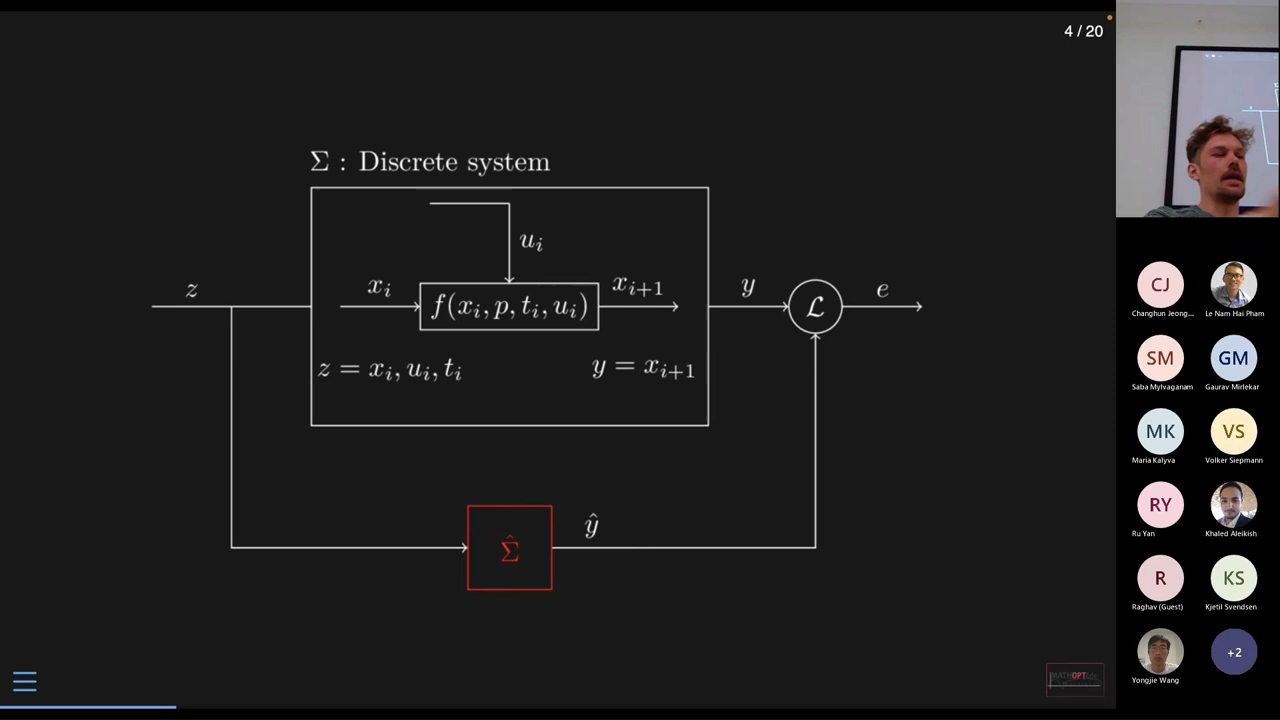 4 / 20
Σ : Discrete system
u_i
z
x_i
f(x_i, p, t_i, u_i)
x_{i+1}
y
ℒ
e
z = x_i, u_i, t_i
y = x_{i+1}
Σ̂
ŷ
MATHOPT
CJ
Changhun Jeong...
Le Nam Hai Pham
SM
Saba Mylvaganam
GM
Gaurav Mirlekar
MK
Maria Kalyva
VS
Volker Siepmann
RY
Ru Yan
Khaled Aleikish
R
Raghav (Guest)
KS
Kjetil Svendsen
Yongjie Wang
+2